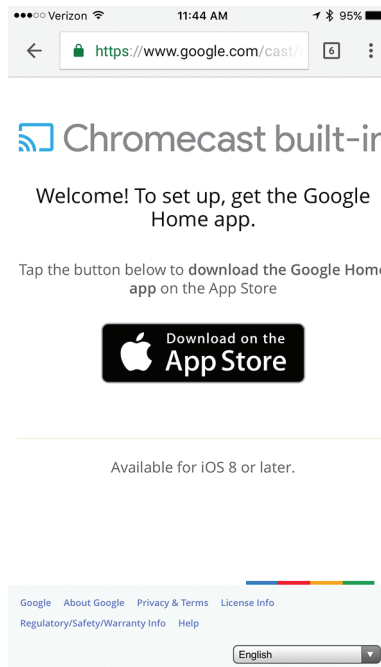 Verizon 11:44 AM 95%
https://www.google.com/cast/s
6
Chromecast built-in
Welcome! To set up, get the Google
Home app.
Tap the button below to download the Google Home
app on the App Store
Download on the
App Store
Available for iOS 8 or later.
Google About Google Privacy & Terms License Info
Regulatory/Safety/Warranty Info Help
English